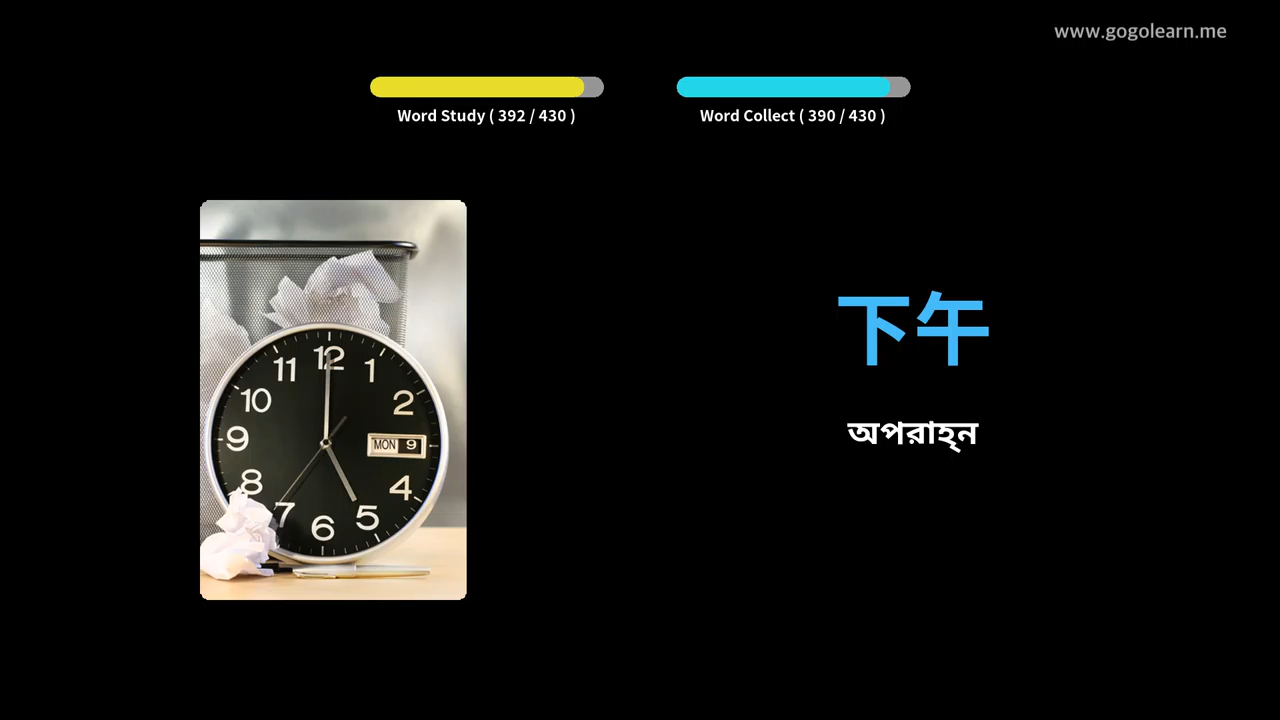 www.gogolearn.me
Word Study ( 392 / 430 )
Word Collect ( 390 / 430 )
12
11
1
10
2
9
MON 9
8
4
7
5
6
下午
অপরাহ্ন